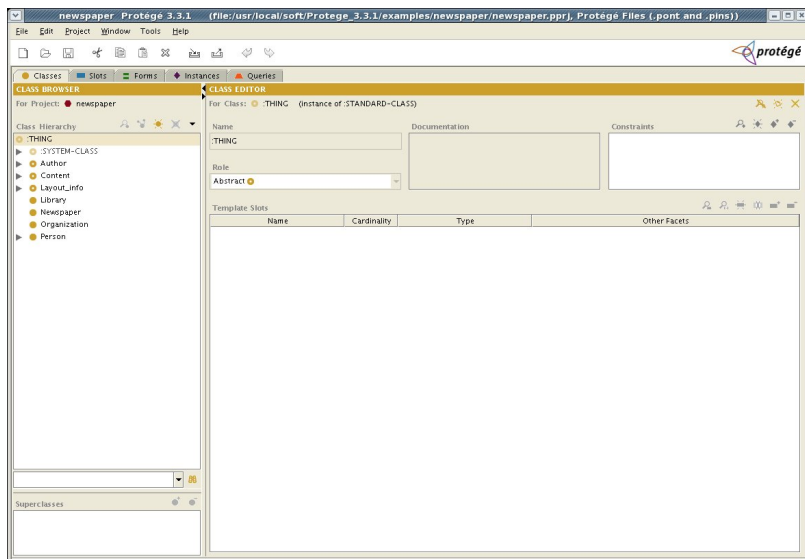 newspaper Protégé 3.3.1 (file:/usr/local/soft/Protege_3.3.1/examples/newspaper/newspaper.pprj, Protégé Files (.pont and .pins))
File Edit Project Window Tools Help
protégé
Classes Slots Forms Instances Queries
CLASS BROWSER
CLASS EDITOR
For Project: newspaper
For Class: :THING (instance of :STANDARD-CLASS)
Class Hierarchy
Name Documentation Constraints
:THING
:THING
:SYSTEM-CLASS
Author
Content
Layout_info
Library
Newspaper
Organization
Person
Role
Abstract
Template Slots
Name Cardinality Type Other Facets
Superclasses